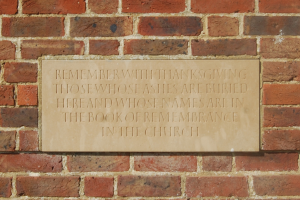 REMEMBER WITH THANKSGIVING
THOSE WHOSE ASHES ARE BURIED
HERE AND WHOSE NAMES ARE IN
THE BOOK OF REMEMBRANCE
IN THE CHURCH